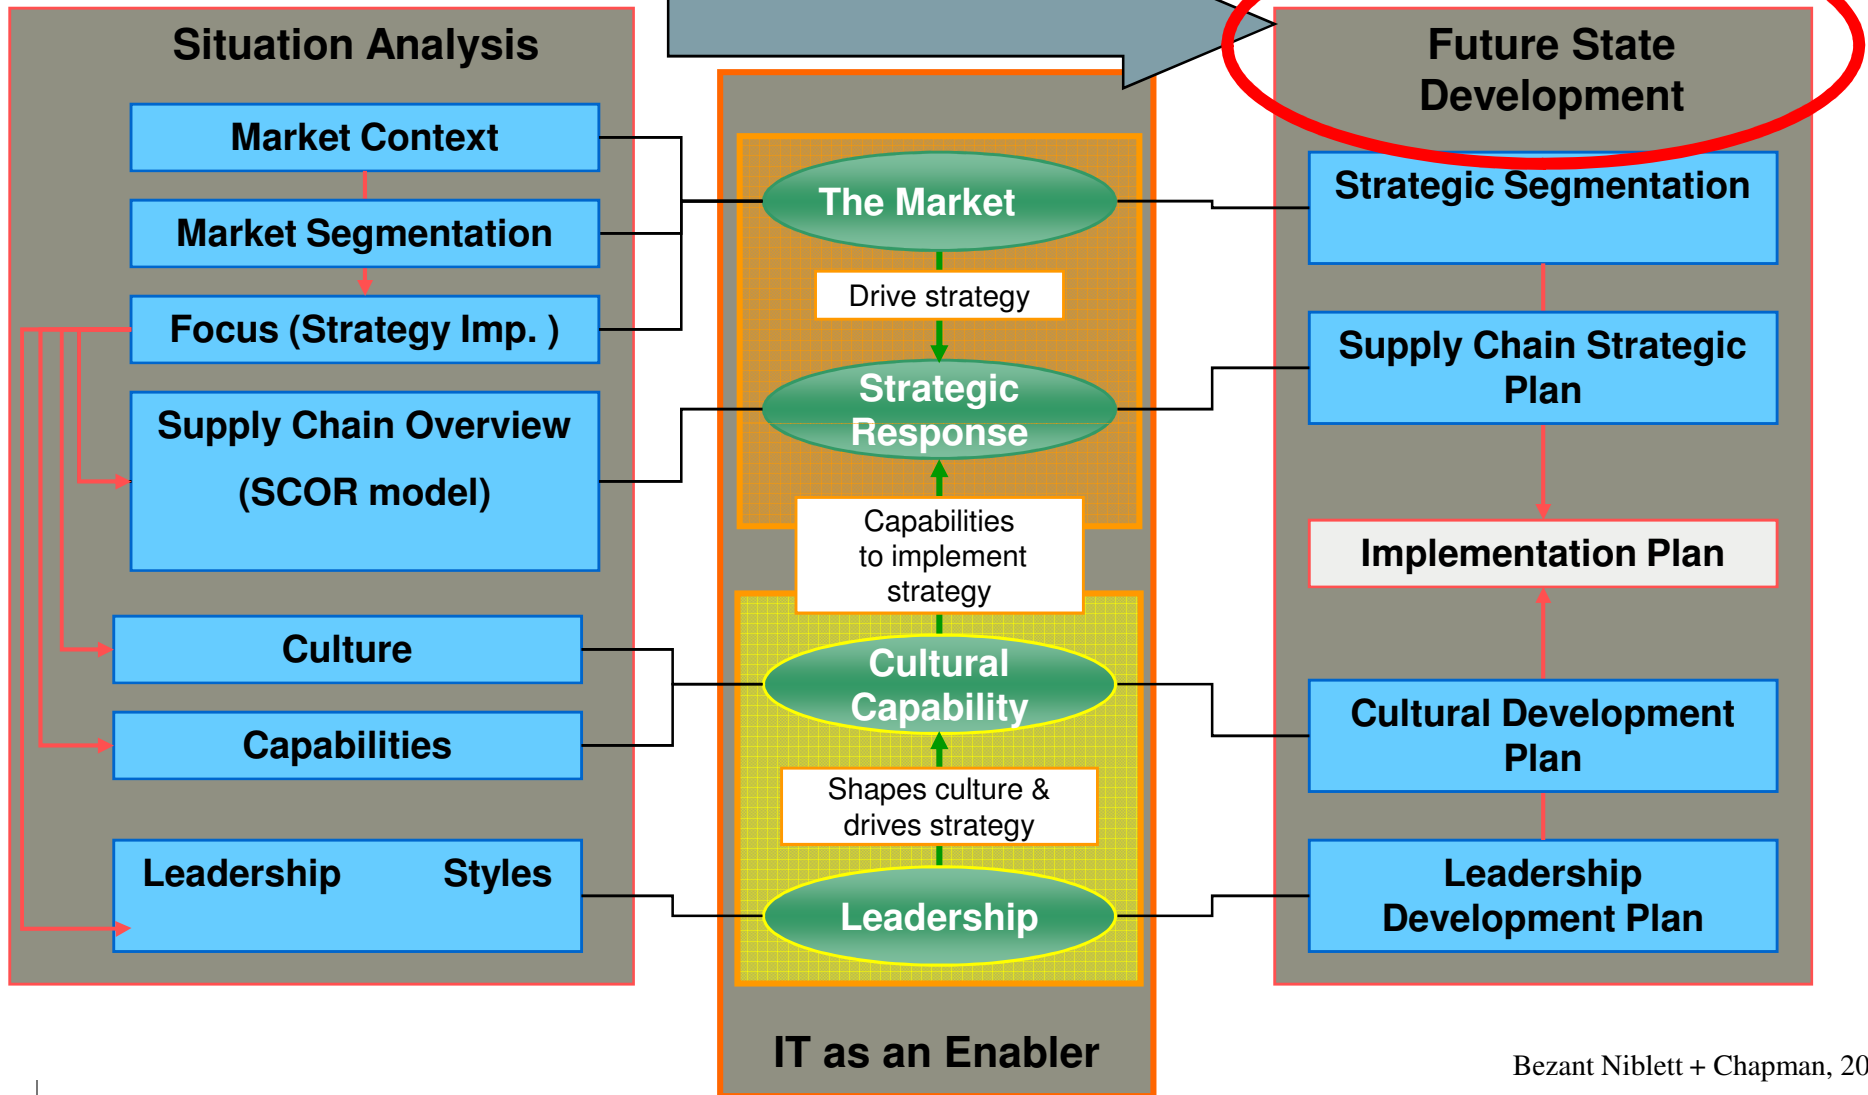 Situation Analysis
Market Context
Market Segmentation
Focus (Strategy Imp. )
Supply Chain Overview
(SCOR model)
Culture
Capabilities
Leadership Styles
The Market
Drive strategy
Strategic
Response
Capabilities
to implement
strategy
Cultural
Capability
Shapes culture &
drives strategy
Leadership
IT as an Enabler
Future State
Development
Strategic Segmentation
Supply Chain Strategic
Plan
Implementation Plan
Cultural Development
Plan
Leadership
Development Plan
Bezant Niblett + Chapman, 20